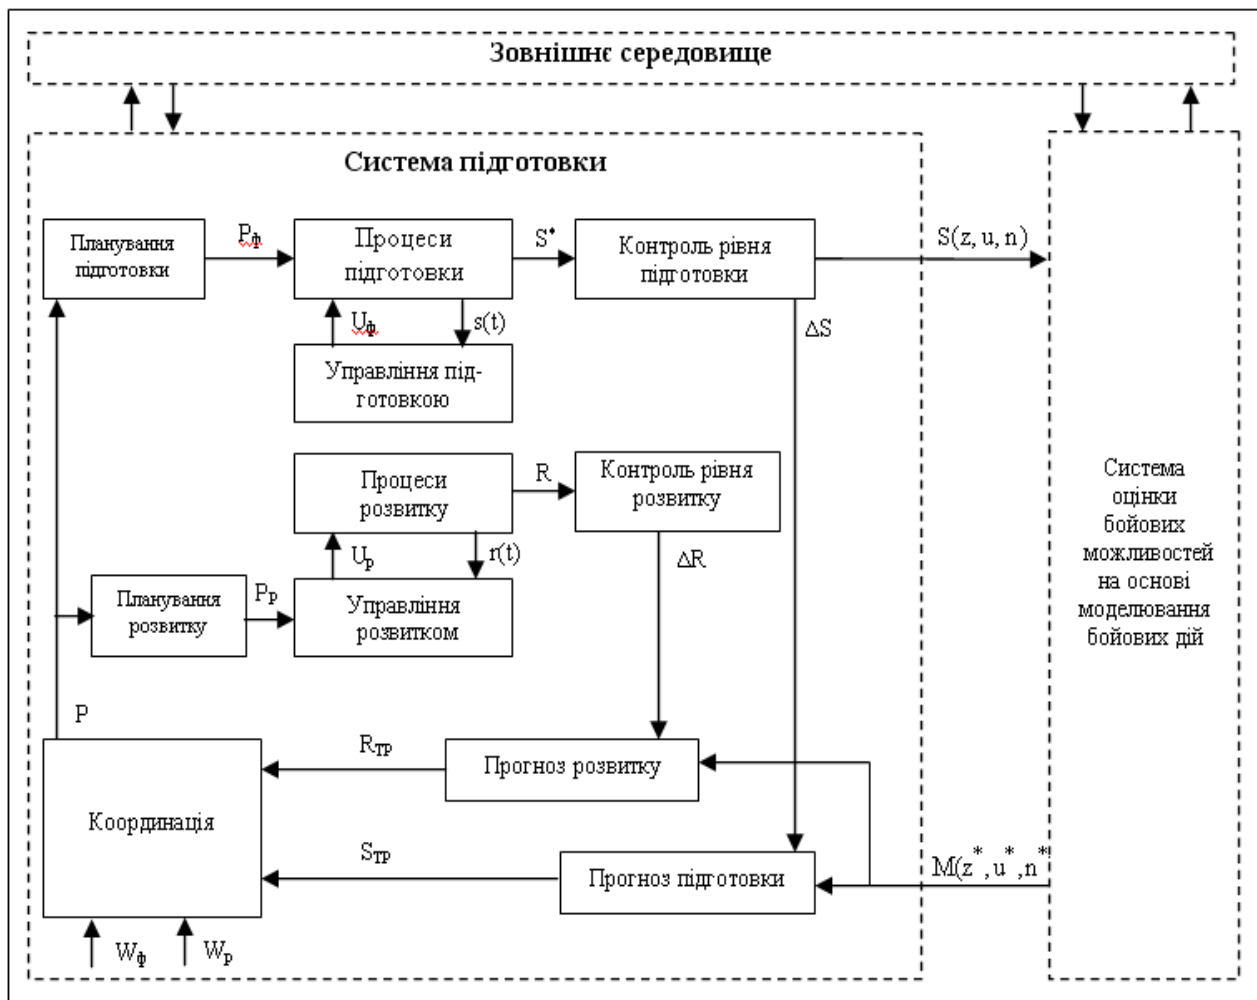 Зовнішнє середовище
Система підготовки
Планування
підготовки
Pф
Процеси
підготовки
S*
Контроль рівня
підготовки
S(z, u, n)
Uф
s(t)
ΔS
Управління під-
готовкою
Процеси
розвитку
R
Контроль рівня
розвитку
Uр
r(t)
ΔR
Планування
розвитку
Pр
Управління
розвитком
Система
оцінки
бойових
можливостей
на основі
моделювання
бойових дій
P
Координація
Rтр
Прогноз розвитку
Sтр
Прогноз підготовки
M(z*,u*,n*
Wф
Wр